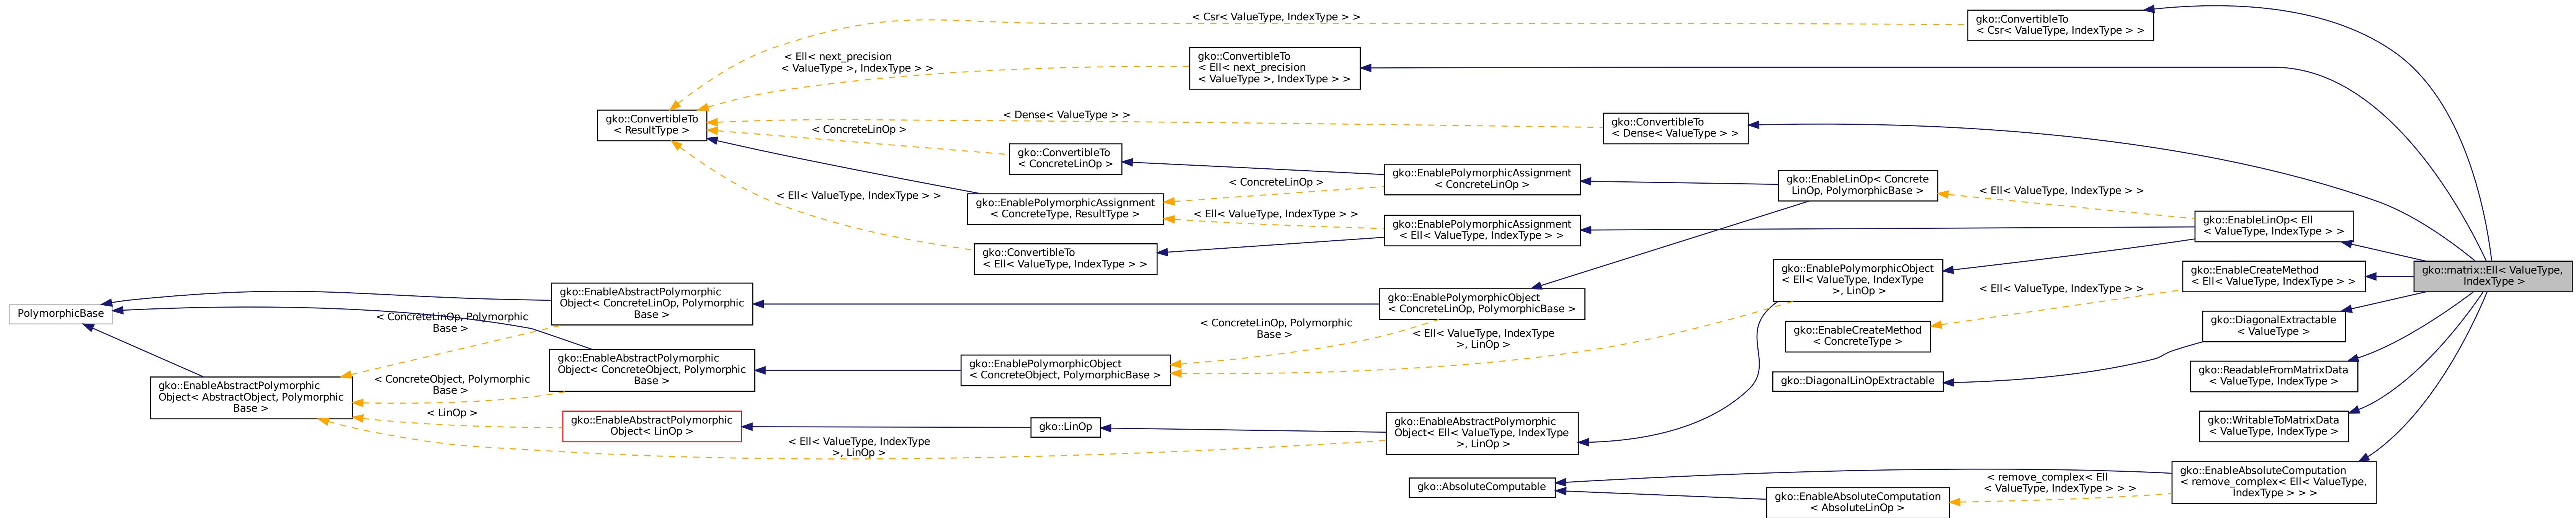 < Csr< ValueType, IndexType > >
gko::ConvertibleTo
< Csr< ValueType, IndexType > >
< Ell< next_precision
< ValueType >, IndexType > >
gko::ConvertibleTo
< Ell< next_precision
< ValueType >, IndexType > >
gko::ConvertibleTo
< ResultType >
< Dense< ValueType > >
gko::ConvertibleTo
< Dense< ValueType > >
< ConcreteLinOp >
gko::ConvertibleTo
< ConcreteLinOp >
gko::EnablePolymorphicAssignment
< ConcreteLinOp >
gko::EnableLinOp< Concrete
LinOp, PolymorphicBase >
< Ell< ValueType, IndexType > >
< ConcreteLinOp >
< Ell< ValueType, IndexType > >
gko::EnablePolymorphicAssignment
< ConcreteType, ResultType >
< Ell< ValueType, IndexType > >
gko::EnablePolymorphicAssignment
< Ell< ValueType, IndexType > >
gko::EnableLinOp< Ell
< ValueType, IndexType > >
gko::ConvertibleTo
< Ell< ValueType, IndexType > >
gko::EnablePolymorphicObject
< Ell< ValueType, IndexType
>, LinOp >
gko::EnableCreateMethod
< Ell< ValueType, IndexType > >
gko::matrix::Ell< ValueType,
IndexType >
PolymorphicBase
gko::EnableAbstractPolymorphic
Object< ConcreteLinOp, Polymorphic
Base >
gko::EnablePolymorphicObject
< ConcreteLinOp, PolymorphicBase >
< Ell< ValueType, IndexType > >
< ConcreteLinOp, Polymorphic
Base >
< ConcreteLinOp, Polymorphic
Base >
< Ell< ValueType, IndexType
>, LinOp >
gko::EnableCreateMethod
< ConcreteType >
gko::DiagonalExtractable
< ValueType >
gko::EnableAbstractPolymorphic
Object< ConcreteObject, Polymorphic
Base >
gko::EnablePolymorphicObject
< ConcreteObject, PolymorphicBase >
gko::DiagonalLinOpExtractable
gko::ReadableFromMatrixData
< ValueType, IndexType >
gko::EnableAbstractPolymorphic
Object< AbstractObject, Polymorphic
Base >
< ConcreteObject, Polymorphic
Base >
< LinOp >
gko::EnableAbstractPolymorphic
Object< LinOp >
gko::LinOp
gko::EnableAbstractPolymorphic
Object< Ell< ValueType, IndexType
>, LinOp >
gko::WritableToMatrixData
< ValueType, IndexType >
< Ell< ValueType, IndexType
>, LinOp >
gko::AbsoluteComputable
gko::EnableAbsoluteComputation
< AbsoluteLinOp >
< remove_complex< Ell
< ValueType, IndexType > > >
gko::EnableAbsoluteComputation
< remove_complex< Ell< ValueType,
IndexType > > >